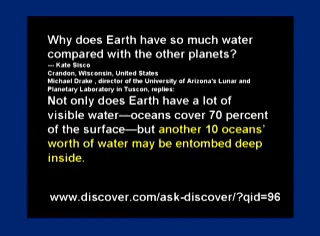 Why does Earth have so much water
compared with the other planets?
--- Kate Sisco
Crandon, Wisconsin, United States
Michael Drake , director of the University of Arizona's Lunar and
Planetary Laboratory in Tuscon, replies:
Not only does Earth have a lot of
visible water—oceans cover 70 percent
of the surface—but another 10 oceans'
worth of water may be entombed deep
inside.
www.discover.com/ask-discover/?qid=96